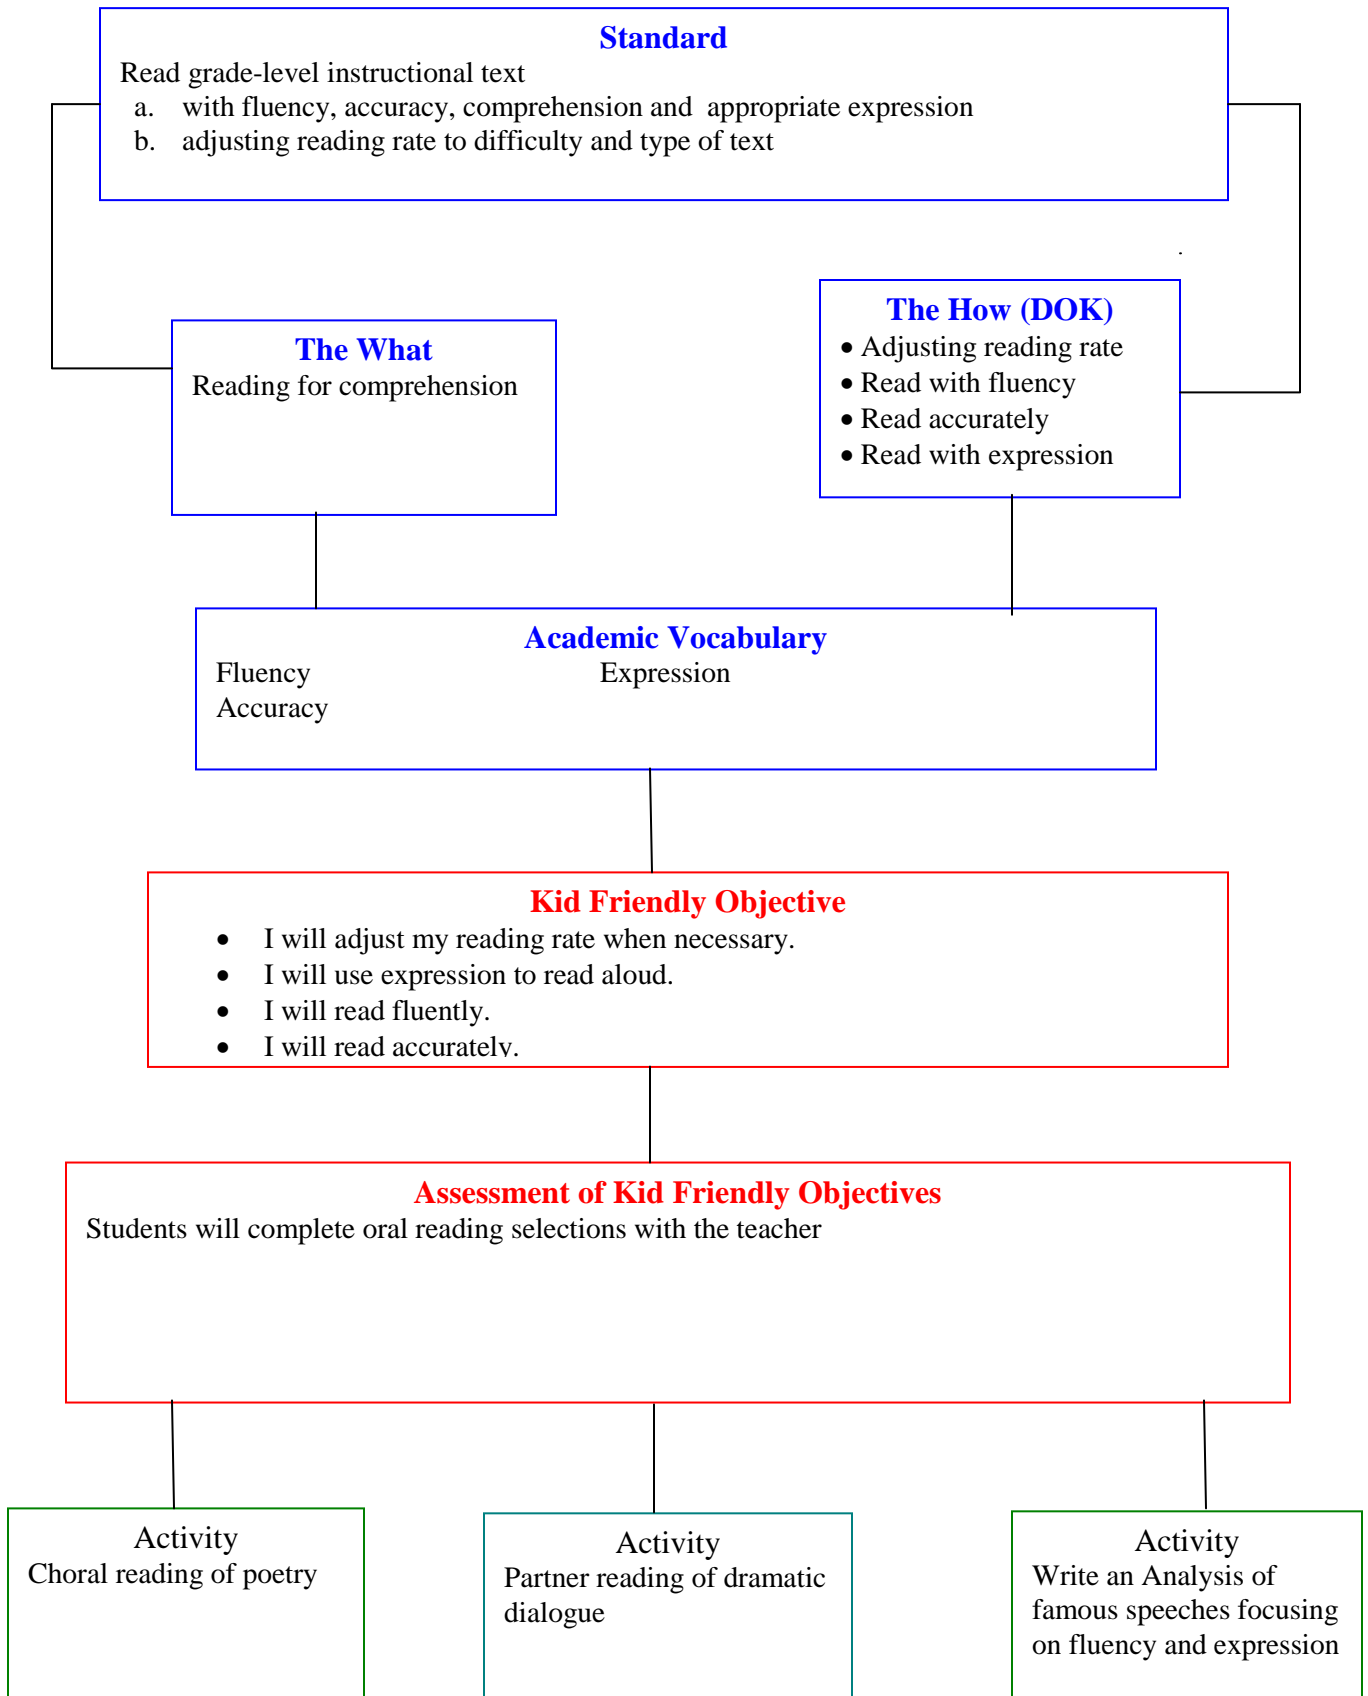 Standard
Read grade-level instructional text
a. with fluency, accuracy, comprehension and appropriate expression
b. adjusting reading rate to difficulty and type of text
The What
Reading for comprehension
The How (DOK)
• Adjusting reading rate
• Read with fluency
• Read accurately
• Read with expression
Academic Vocabulary
Fluency Expression
Accuracy
Kid Friendly Objective
• I will adjust my reading rate when necessary.
• I will use expression to read aloud.
• I will read fluently.
• I will read accurately.
Assessment of Kid Friendly Objectives
Students will complete oral reading selections with the teacher
Activity
Choral reading of poetry
Activity
Partner reading of dramatic
dialogue
Activity
Write an Analysis of
famous speeches focusing
on fluency and expression